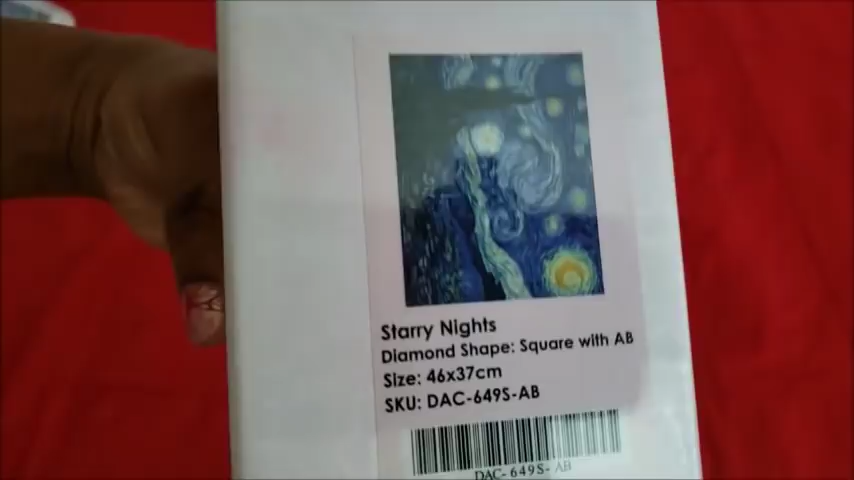 Starry Nights
Diamond Shape: Square with AB
Size: 46x37cm
SKU: DAC-649S-AB
DAC- 649S- AB